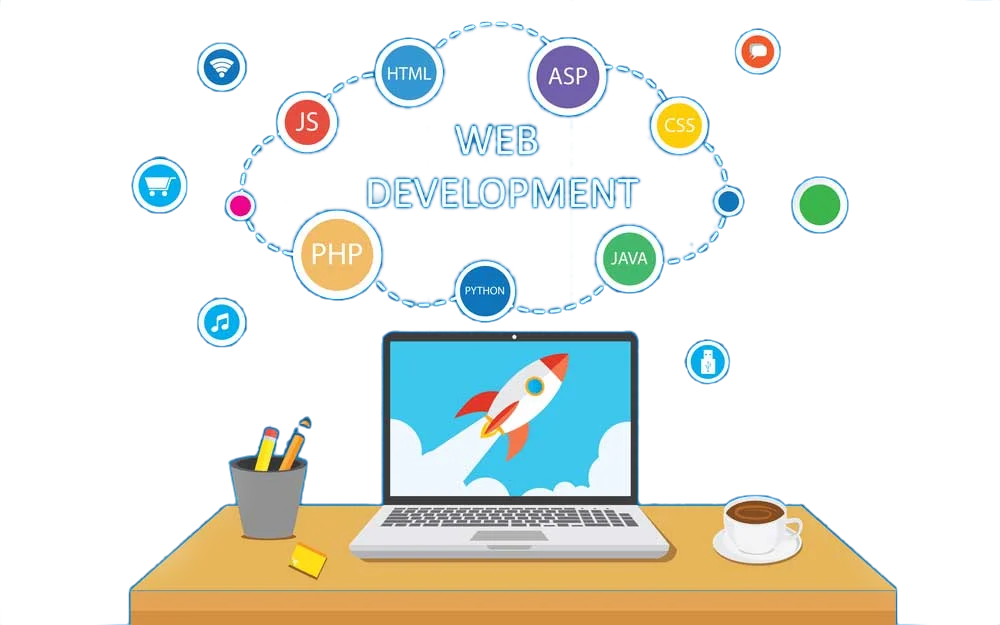 HTML
ASP
JS
CSS
WEB
DEVELOPMENT
PHP
JAVA
PYTHON